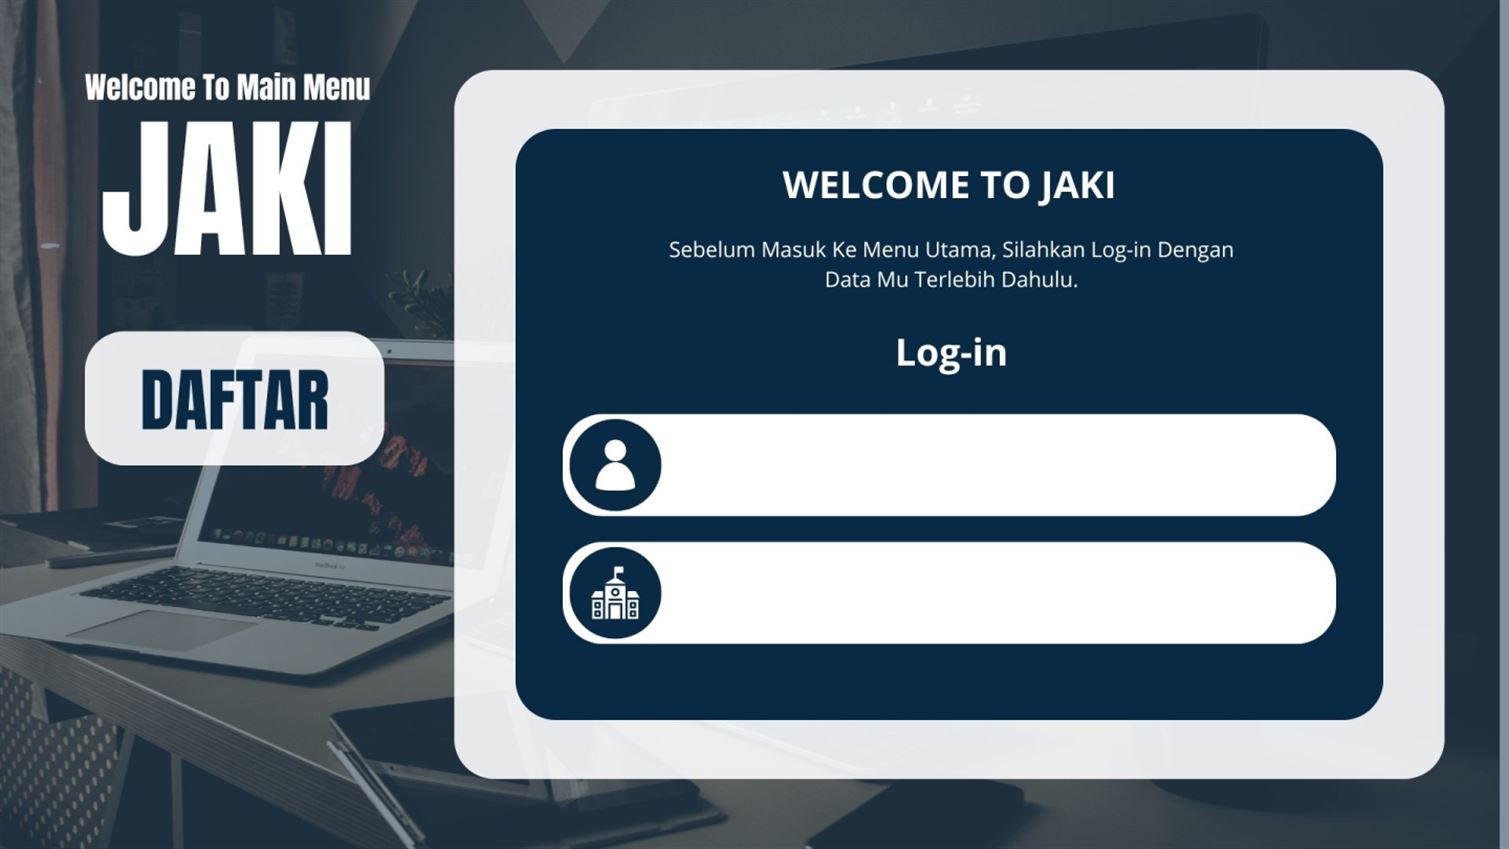 Welcome To Main Menu
JAKI
DAFTAR
WELCOME TO JAKI
Sebelum Masuk Ke Menu Utama, Silahkan Log-in Dengan
Data Mu Terlebih Dahulu.
Log-in